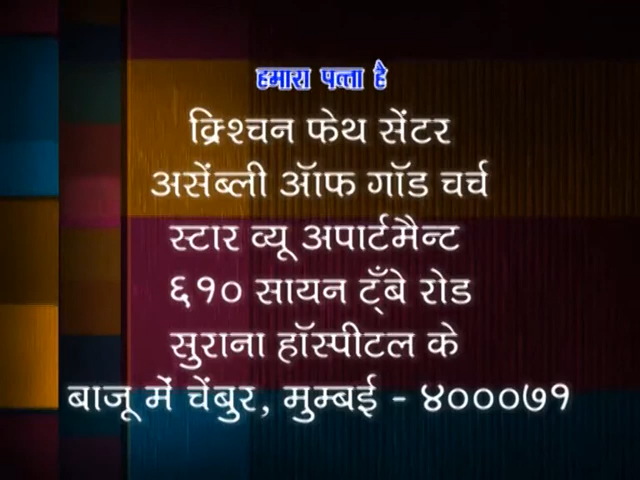 हमारा पत्ता है
क्रिश्चन फेथ सेंटर
असेंब्ली ऑफ गॉड चर्च
स्टार व्यू अपार्टमैन्ट
६१० सायन ट्रँबे रोड
सुराना हॉस्पीटल के
बाजू में चेंबुर, मुम्बई - ४०००७१